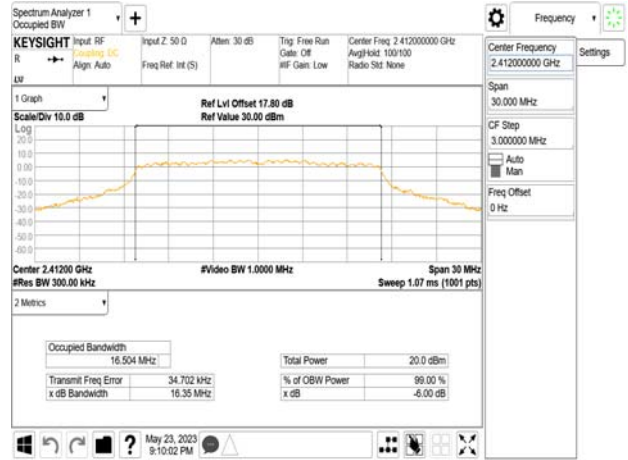 Spectrum Analyzer 1
Occupied BW
Frequency
KEYSIGHT
R
Input: RF
Coupling: DC
Align: Auto
Input Z: 50 Ω
Freq Ref: Int (S)
Atten: 30 dB
Trig: Free Run
Gate: Off
#IF Gain: Low
Center Freq: 2.412000000 GHz
Avg|Hold: 100/100
Radio Std: None
Center Frequency
2.412000000 GHz
Settings
Span
30.000 MHz
CF Step
3.000000 MHz
Auto
Man
Freq Offset
0 Hz
1 Graph
Scale/Div 10.0 dB
Ref Lvl Offset 17.80 dB
Ref Value 30.00 dBm
Log
20.0
10.0
0.00
-10.0
-20.0
-30.0
-40.0
-50.0
-60.0
Center 2.41200 GHz
#Res BW 300.00 kHz
#Video BW 1.0000 MHz
Span 30 MHz
Sweep 1.07 ms (1001 pts)
2 Metrics
Occupied Bandwidth
16.504 MHz
Total Power 20.0 dBm
Transmit Freq Error 34.702 kHz
% of OBW Power 99.00 %
x dB Bandwidth 16.35 MHz
x dB -6.00 dB
?
May 23, 2023
9:10:02 PM